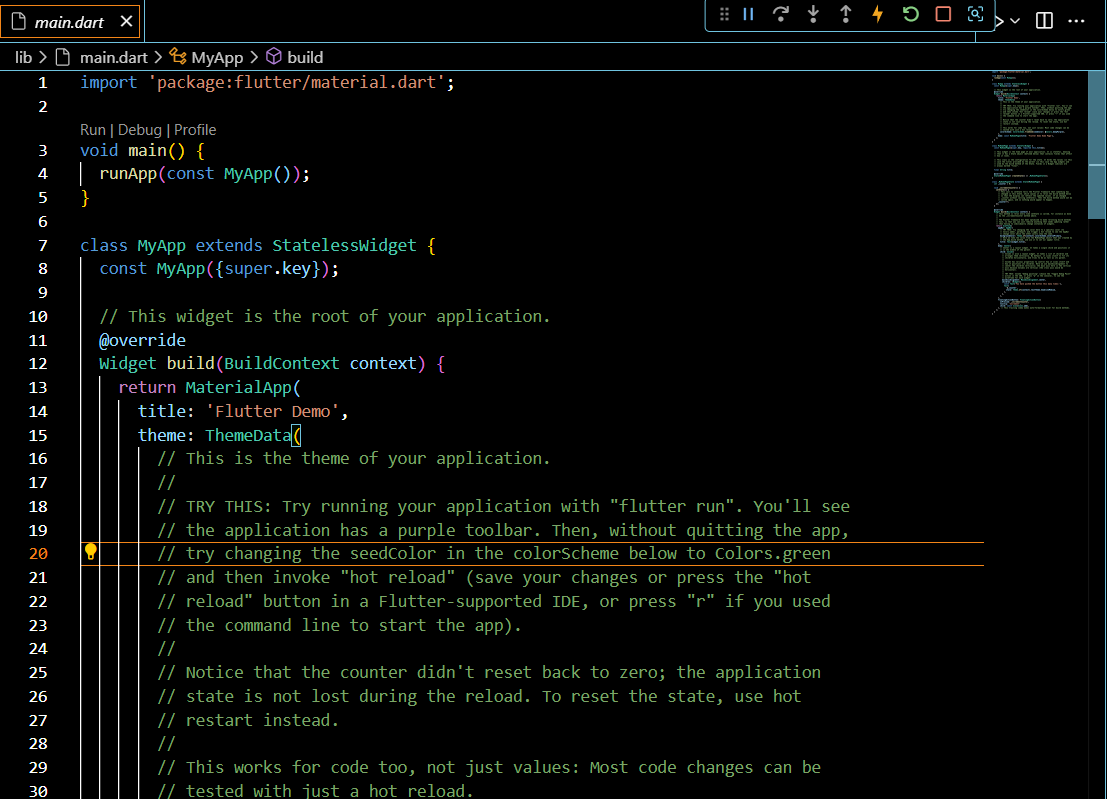 main.dart
lib > main.dart > MyApp > build
1 import 'package:flutter/material.dart';
2
Run | Debug | Profile
3 void main() {
4   runApp(const MyApp());
5 }
6
7 class MyApp extends StatelessWidget {
8   const MyApp({super.key});
9
10   // This widget is the root of your application.
11   @override
12   Widget build(BuildContext context) {
13     return MaterialApp(
14       title: 'Flutter Demo',
15       theme: ThemeData(
16         // This is the theme of your application.
17         //
18         // TRY THIS: Try running your application with "flutter run". You'll see
19         // the application has a purple toolbar. Then, without quitting the app,
20         // try changing the seedColor in the colorScheme below to Colors.green
21         // and then invoke "hot reload" (save your changes or press the "hot
22         // reload" button in a Flutter-supported IDE, or press "r" if you used
23         // the command line to start the app).
24         //
25         // Notice that the counter didn't reset back to zero; the application
26         // state is not lost during the reload. To reset the state, use hot
27         // restart instead.
28         //
29         // This works for code too, not just values: Most code changes can be
30         // tested with just a hot reload.